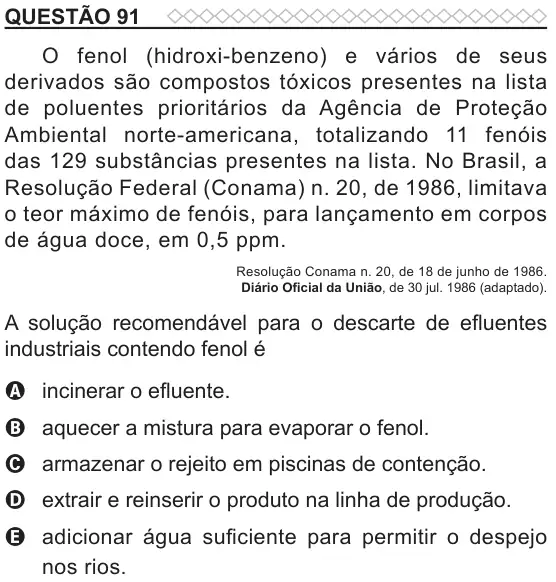 QUESTÃO 91
O fenol (hidroxi-benzeno) e vários de seus
derivados são compostos tóxicos presentes na lista
de poluentes prioritários da Agência de Proteção
Ambiental norte-americana, totalizando 11 fenóis
das 129 substâncias presentes na lista. No Brasil, a
Resolução Federal (Conama) n. 20, de 1986, limitava
o teor máximo de fenóis, para lançamento em corpos
de água doce, em 0,5 ppm.
Resolução Conama n. 20, de 18 de junho de 1986.
Diário Oficial da União, de 30 jul. 1986 (adaptado).
A solução recomendável para o descarte de efluentes
industriais contendo fenol é
A incinerar o efluente.
B aquecer a mistura para evaporar o fenol.
C armazenar o rejeito em piscinas de contenção.
D extrair e reinserir o produto na linha de produção.
E adicionar água suficiente para permitir o despejo
nos rios.